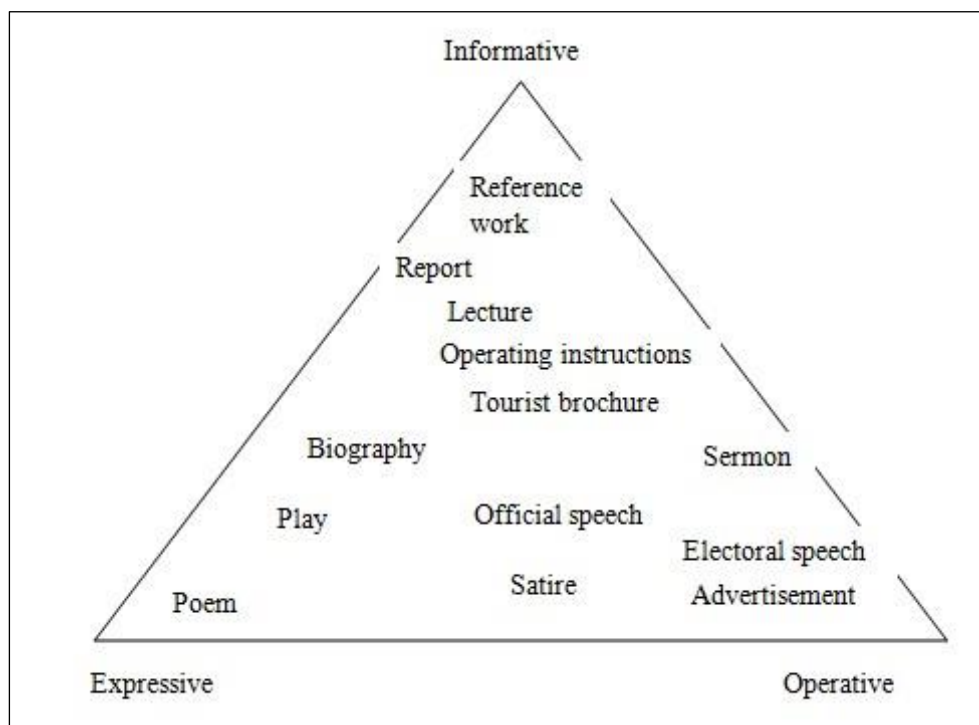 Informative
Reference
work
Report
Lecture
Operating instructions
Tourist brochure
Biography
Sermon
Play
Official speech
Electoral speech
Satire
Advertisement
Poem
Expressive
Operative